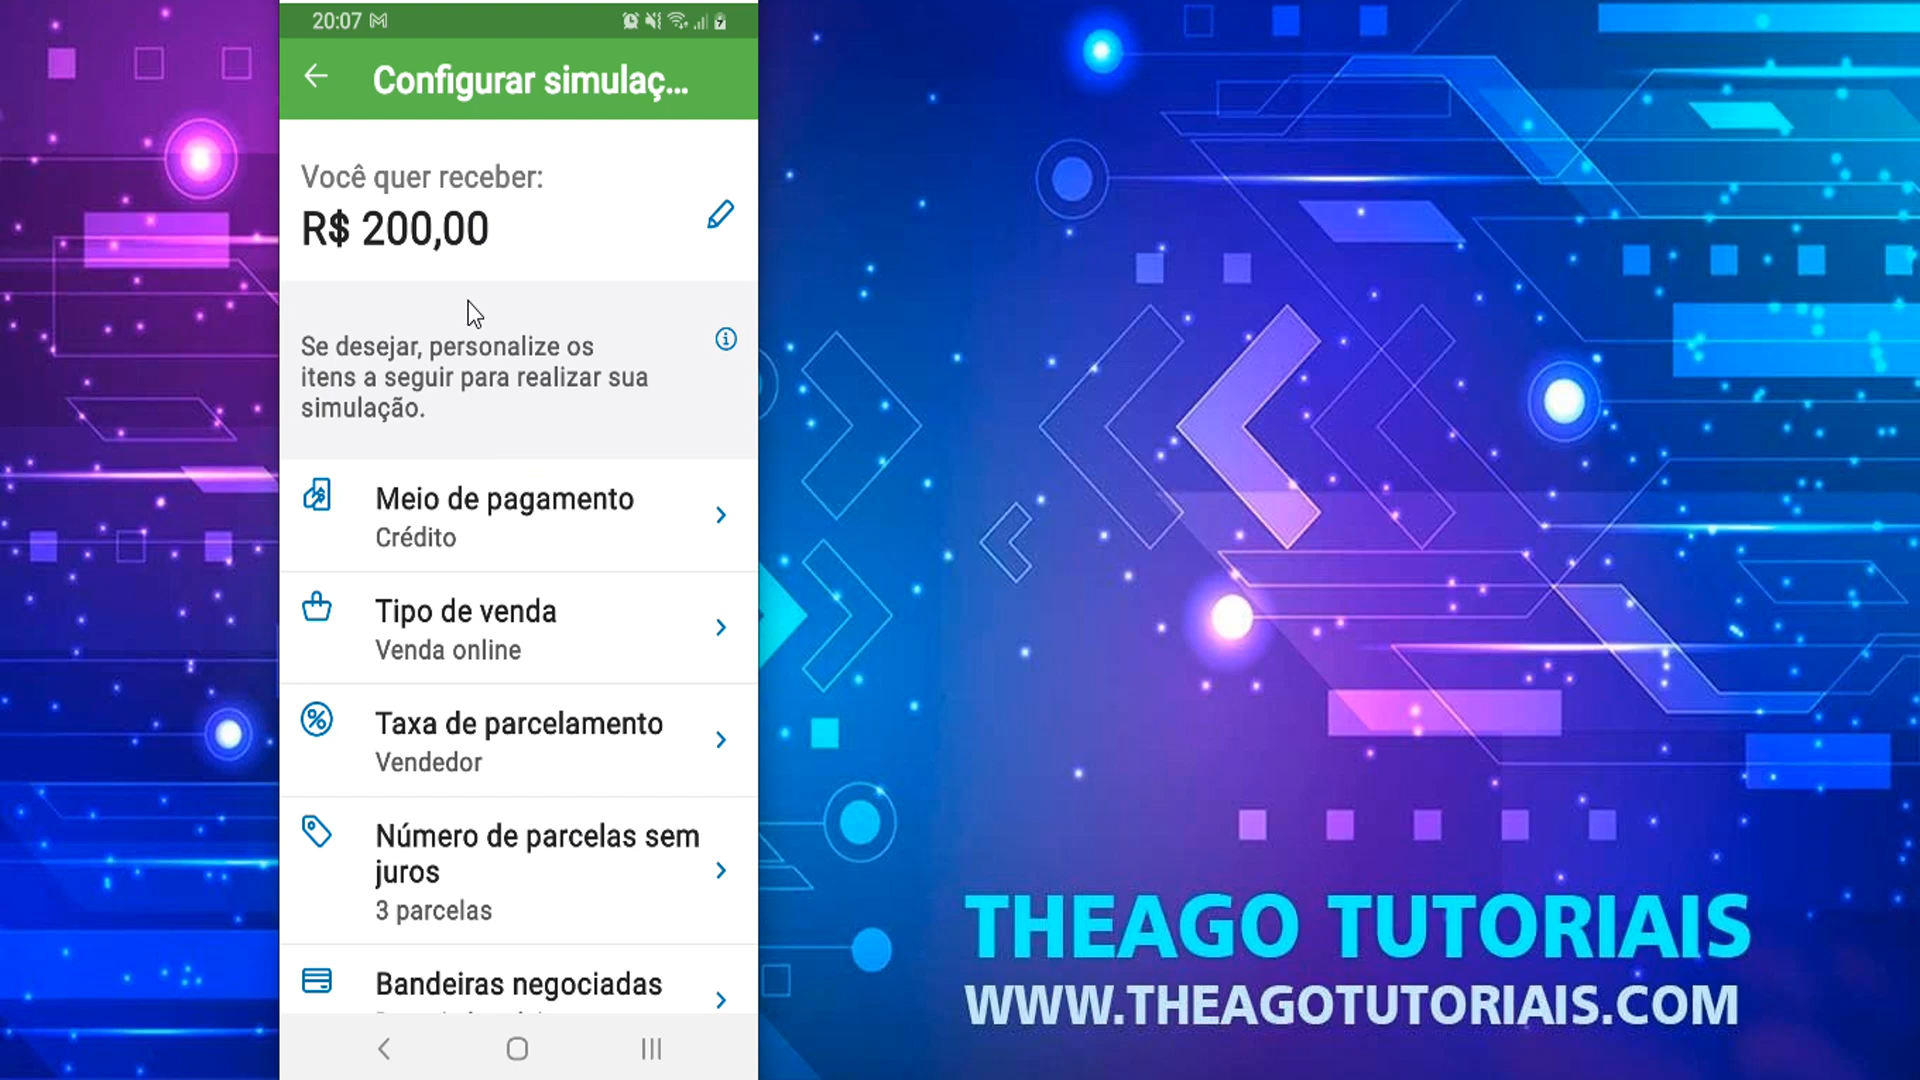 20:07
Configurar simulaç...
Você quer receber:
R$ 200,00
Se desejar, personalize os
itens a seguir para realizar sua
simulação.
Meio de pagamento
Crédito
Tipo de venda
Venda online
Taxa de parcelamento
Vendedor
Número de parcelas sem
juros
3 parcelas
Bandeiras negociadas
THEAGO TUTORIAIS
WWW.THEAGOTUTORIAIS.COM